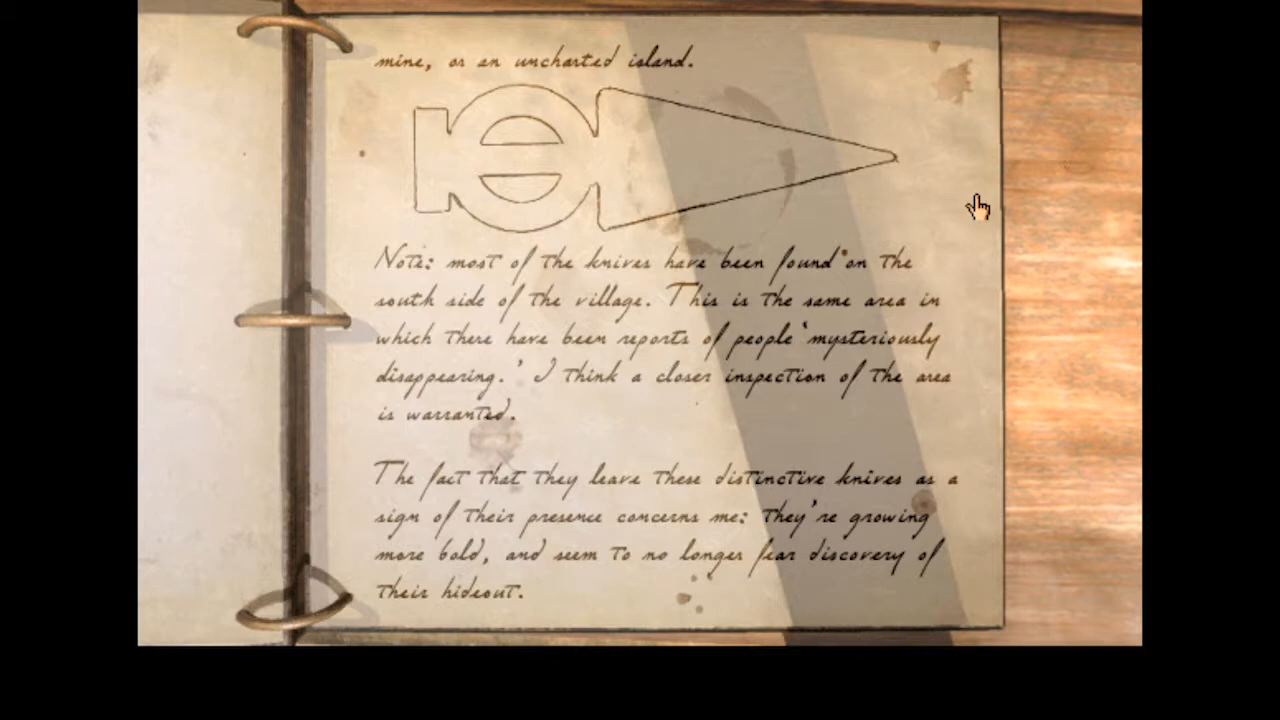 mine, or an uncharted island.
Note: most of the knives have been found on the
south side of the village. This is the same area in
which there have been reports of people 'mysteriously
disappearing.' I think a closer inspection of the area
is warranted.
The fact that they leave these distinctive knives as a
sign of their presence concerns me: they're growing
more bold, and seem to no longer fear discovery of
their hideout.